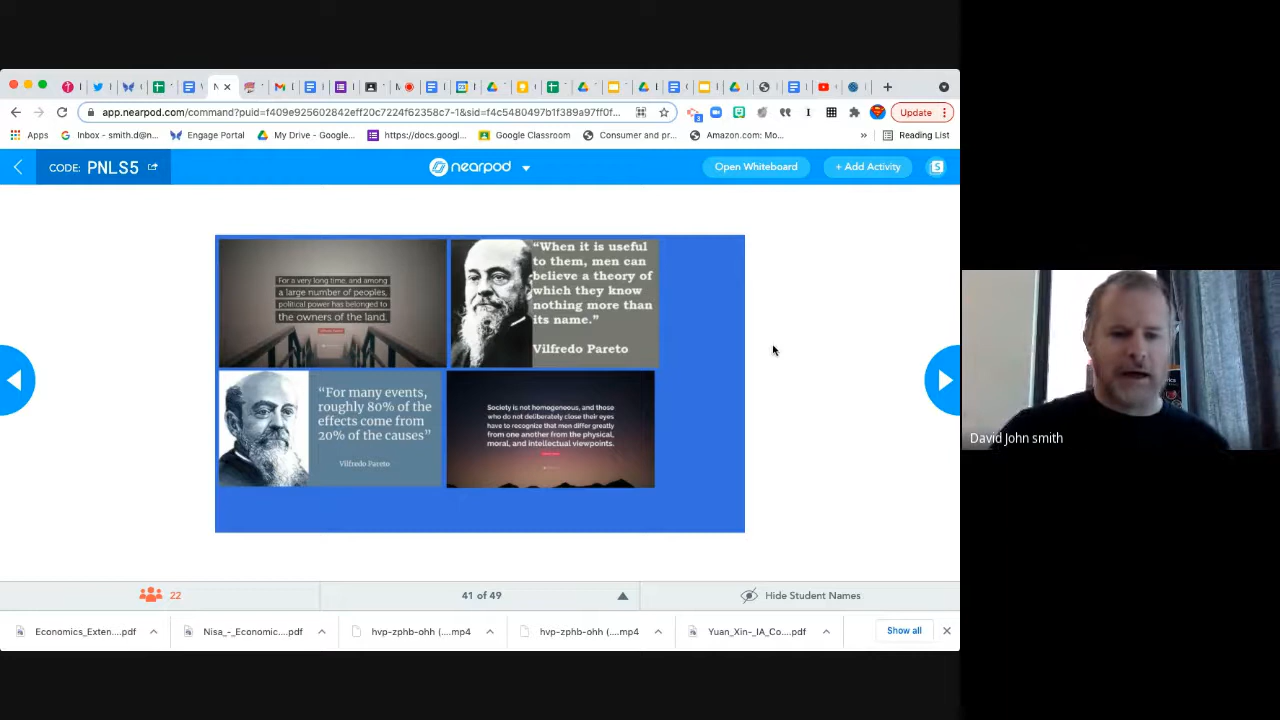 app.nearpod.com/command?puid=f409e925602842eff20c7224f62358c7-1&sid=f4c5480497b1f389a97ff0f...
Update
Apps
Inbox - smith.d@n...
Engage Portal
My Drive - Google...
https://docs.googl...
Google Classroom
Consumer and pr...
Amazon.com: Mo...
»
Reading List
CODE: PNLS5
nearpod
Open Whiteboard
+ Add Activity
S
For a very long time, and among
a large number of peoples,
political power has belonged to
the owners of the land.
“When it is useful
to them, men can
believe a theory of
which they know
nothing more than
its name.”
Vilfredo Pareto
“For many events,
roughly 80% of the
effects come from
20% of the causes”
Vilfredo Pareto
Society is not homogeneous, and those
who do not deliberately close their eyes
have to recognize that men differ greatly
from one another from the physical,
moral, and intellectual viewpoints.
David John smith
22
41 of 49
Hide Student Names
Economics_Exten....pdf
Nisa_-_Economic....pdf
hvp-zphb-ohh (....mp4
hvp-zphb-ohh (....mp4
Yuan_Xin-_IA_Co....pdf
Show all